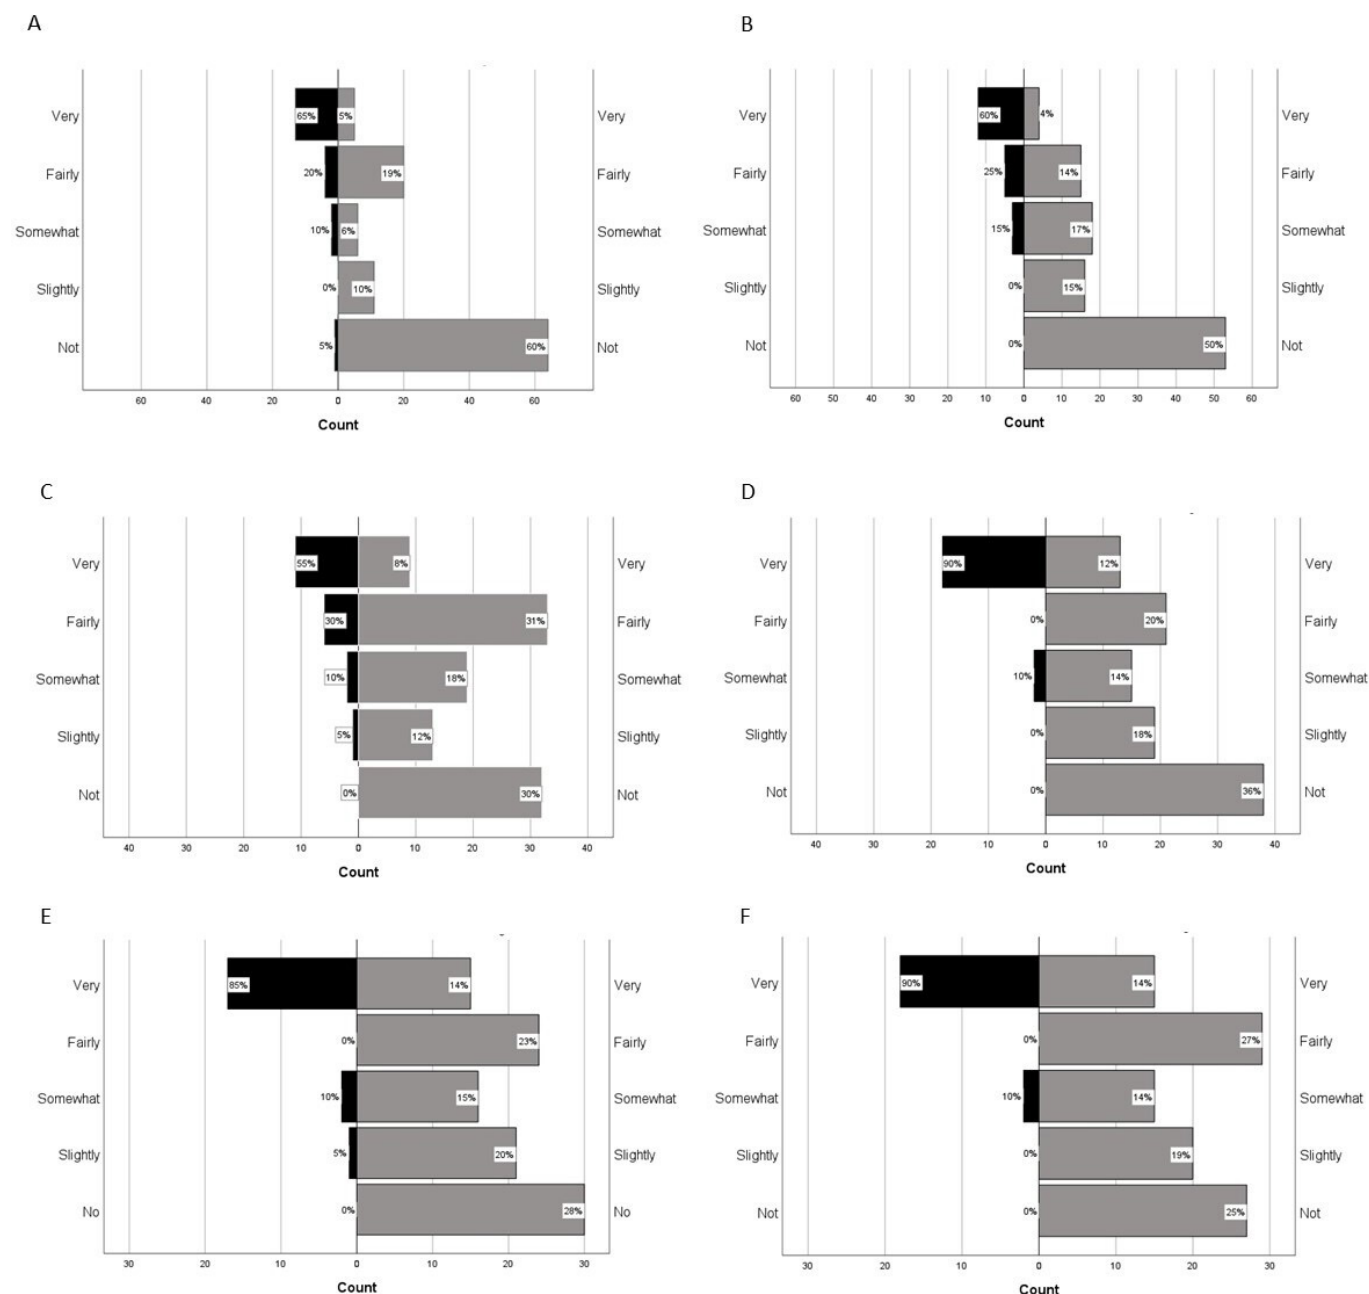 A
Very 65% 5% Very
Fairly 20% 19% Fairly
Somewhat 10% 6% Somewhat
Slightly 0% 10% Slightly
Not 5% 60% Not
60 40 20 0 20 40 60
Count
B
Very 60% 4% Very
Fairly 25% 14% Fairly
Somewhat 15% 17% Somewhat
Slightly 0% 15% Slightly
Not 0% 50% Not
60 50 40 30 20 10 0 10 20 30 40 50 60
Count
C
Very 55% 8% Very
Fairly 30% 31% Fairly
Somewhat 10% 18% Somewhat
Slightly 5% 12% Slightly
Not 0% 30% Not
40 30 20 10 0 10 20 30 40
Count
D
Very 90% 12% Very
Fairly 0% 20% Fairly
Somewhat 10% 14% Somewhat
Slightly 0% 18% Slightly
Not 0% 36% Not
40 30 20 10 0 10 20 30 40
Count
E
Very 85% 14% Very
Fairly 0% 23% Fairly
Somewhat 10% 15% Somewhat
Slightly 5% 20% Slightly
No 0% 28% No
30 20 10 0 10 20 30
Count
F
Very 90% 14% Very
Fairly 0% 27% Fairly
Somewhat 10% 14% Somewhat
Slightly 0% 19% Slightly
Not 0% 25% Not
30 20 10 0 10 20 30
Count